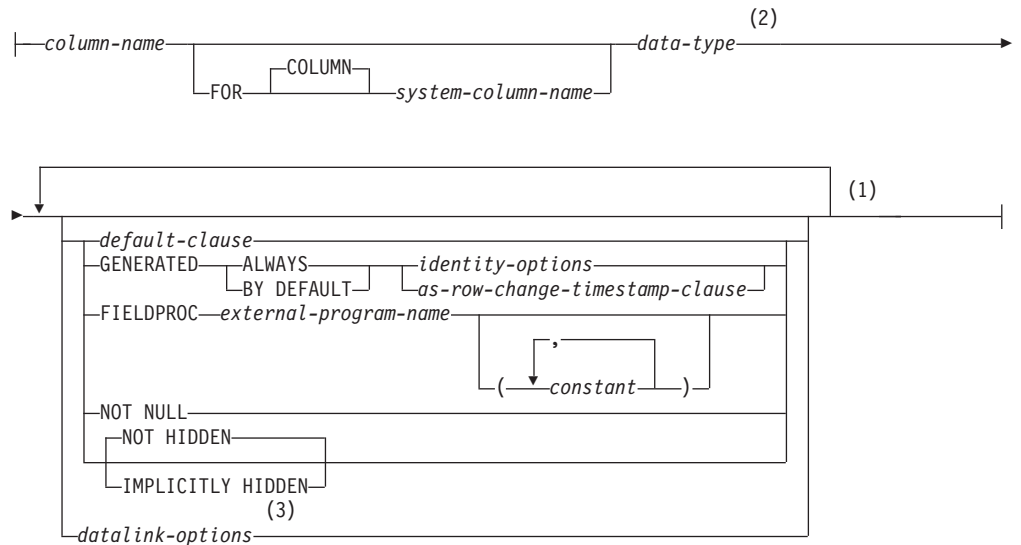 (2)
column-name data-type
COLUMN
FOR system-column-name
(1)
default-clause
GENERATED ALWAYS identity-options
BY DEFAULT as-row-change-timestamp-clause
FIELDPROC external-program-name
,
( constant )
NOT NULL
NOT HIDDEN
IMPLICITLY HIDDEN
(3)
datalink-options